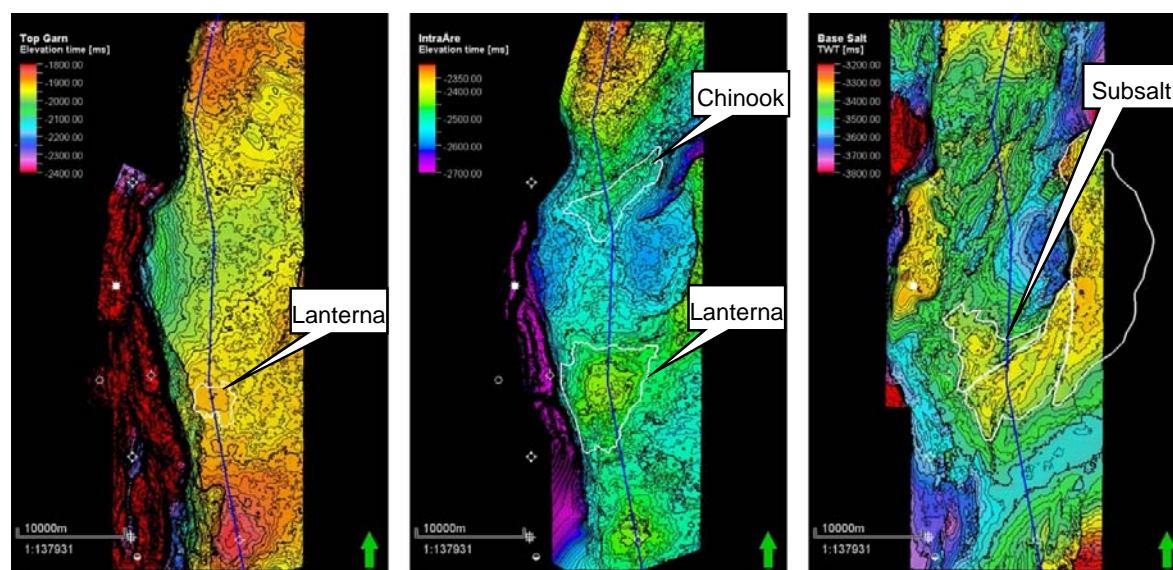 Top Garn
Elevation time [ms]
-1800.00
-1900.00
-2000.00
-2100.00
-2200.00
-2300.00
-2400.00
Lanterna
10000m
1:137931
IntraÅre
Elevation time [ms]
-2350.00
-2400.00
-2500.00
-2600.00
-2700.00
Chinook
Lanterna
10000m
1:137931
Base Salt
TWT [ms]
-3200.00
-3300.00
-3400.00
-3500.00
-3600.00
-3700.00
-3800.00
Subsalt
10000m
1:137931